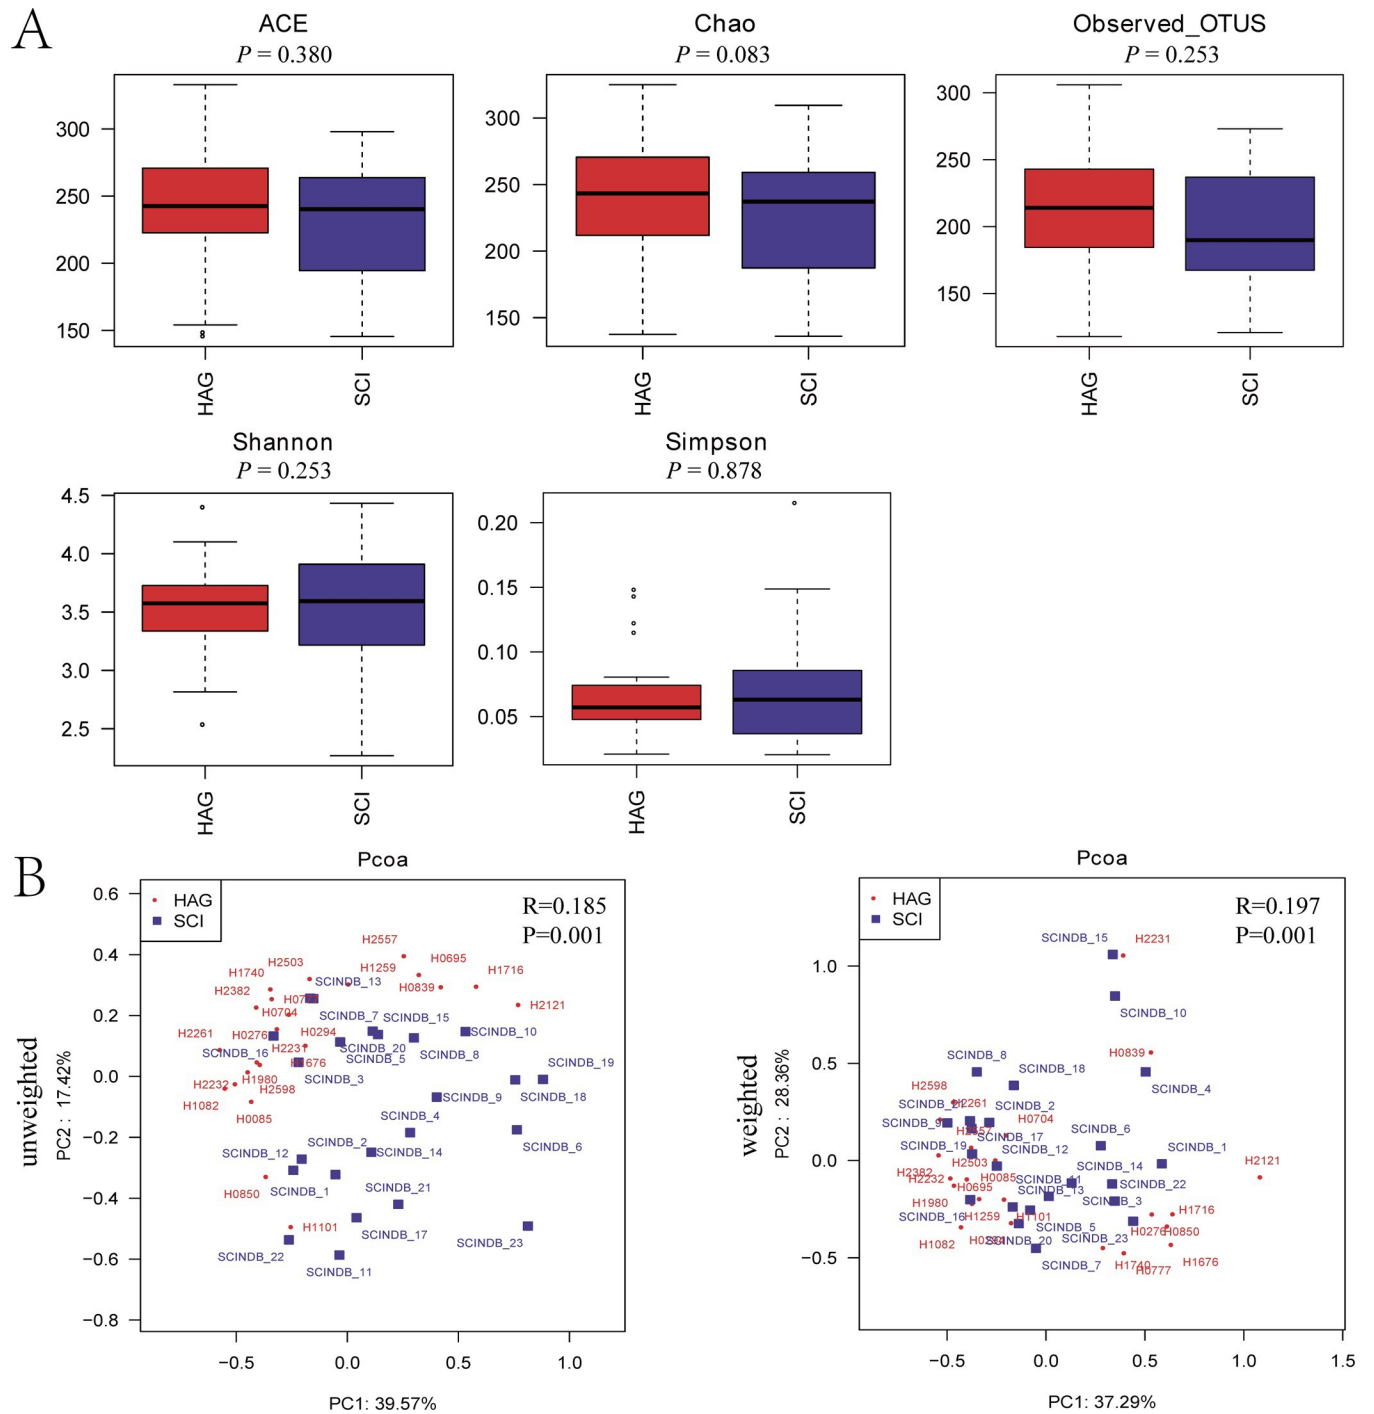 A
ACE
P = 0.380
300
250
200
150
HAG
SCI
Chao
P = 0.083
300
250
200
150
HAG
SCI
Observed_OTUS
P = 0.253
300
250
200
150
HAG
SCI
Shannon
P = 0.253
4.5
4.0
3.5
3.0
2.5
HAG
SCI
Simpson
P = 0.878
0.20
0.15
0.10
0.05
HAG
SCI
B
Pcoa
HAG
SCI
R=0.185
P=0.001
unweighted
PC2 : 17.42%
0.6
0.4
0.2
0.0
−0.2
−0.4
−0.6
−0.8
H2557
H2503
H1259
H0695
H1740
SCINDB_13
H1716
H2382
H0839
H2121
H0704
SCINDB_7
SCINDB_15
H2261
H0276
H0294
SCINDB_10
SCINDB_16
H2231
SCINDB_20
SCINDB_5
SCINDB_8
H1676
SCINDB_19
H1980
SCINDB_3
H2232
H2598
SCINDB_9
SCINDB_18
H1082
H0085
SCINDB_4
SCINDB_2
SCINDB_6
SCINDB_12
SCINDB_14
H0850
SCINDB_1
SCINDB_21
H1101
SCINDB_17
SCINDB_22
SCINDB_23
SCINDB_11
−0.5
0.0
0.5
1.0
PC1: 39.57%
Pcoa
HAG
SCI
R=0.197
P=0.001
weighted
PC2 : 28.36%
1.0
0.5
0.0
−0.5
SCINDB_15
H2231
SCINDB_10
H0839
SCINDB_8
SCINDB_18
H2598
SCINDB_4
SCINDB_21
H2261
SCINDB_2
SCINDB_9
H0704
H2557
SCINDB_6
SCINDB_17
SCINDB_19
SCINDB_12
SCINDB_1
H2503
SCINDB_14
H2121
H2382
H2232
H0085
SCINDB_11
SCINDB_22
H0695
SCINDB_13
H1980
SCINDB_3
SCINDB_16
H1259
H1101
H1716
SCINDB_5
H0276
H0850
H1082
SCINDB_20
SCINDB_23
SCINDB_7
H1740
H0777
H1676
−0.5
0.0
0.5
1.0
1.5
PC1: 37.29%